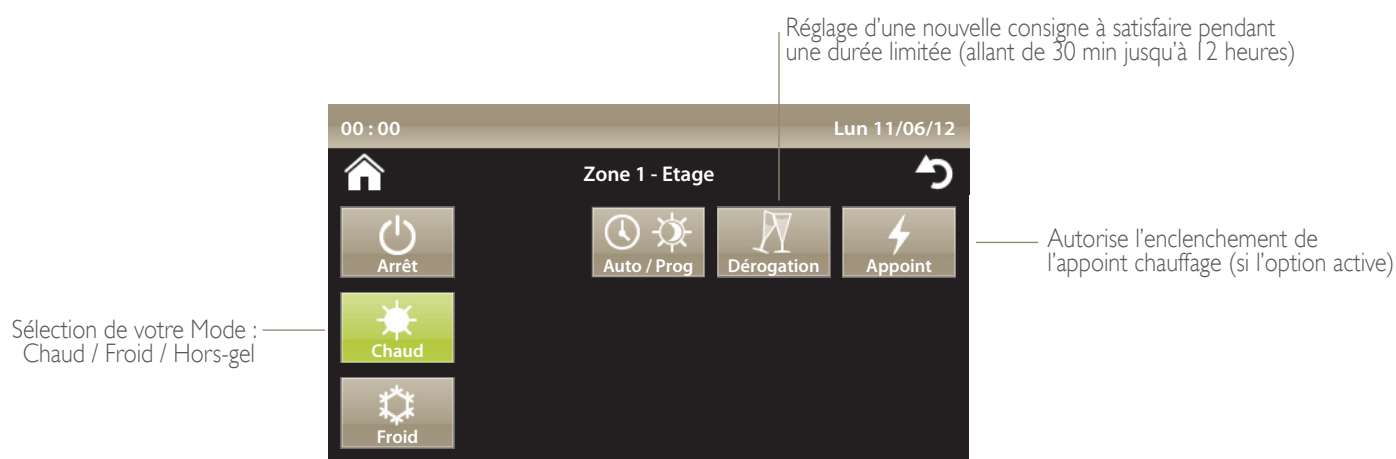 Réglage d’une nouvelle consigne à satisfaire pendant
une durée limitée (allant de 30 min jusqu’à 12 heures)
00 : 00
Lun 11/06/12
Zone 1 - Etage
Arrêt
Auto / Prog
Dérogation
Appoint
Autorise l’enclenchement de
l’appoint chauffage (si l’option active)
Sélection de votre Mode :
Chaud / Froid / Hors-gel
Chaud
Froid